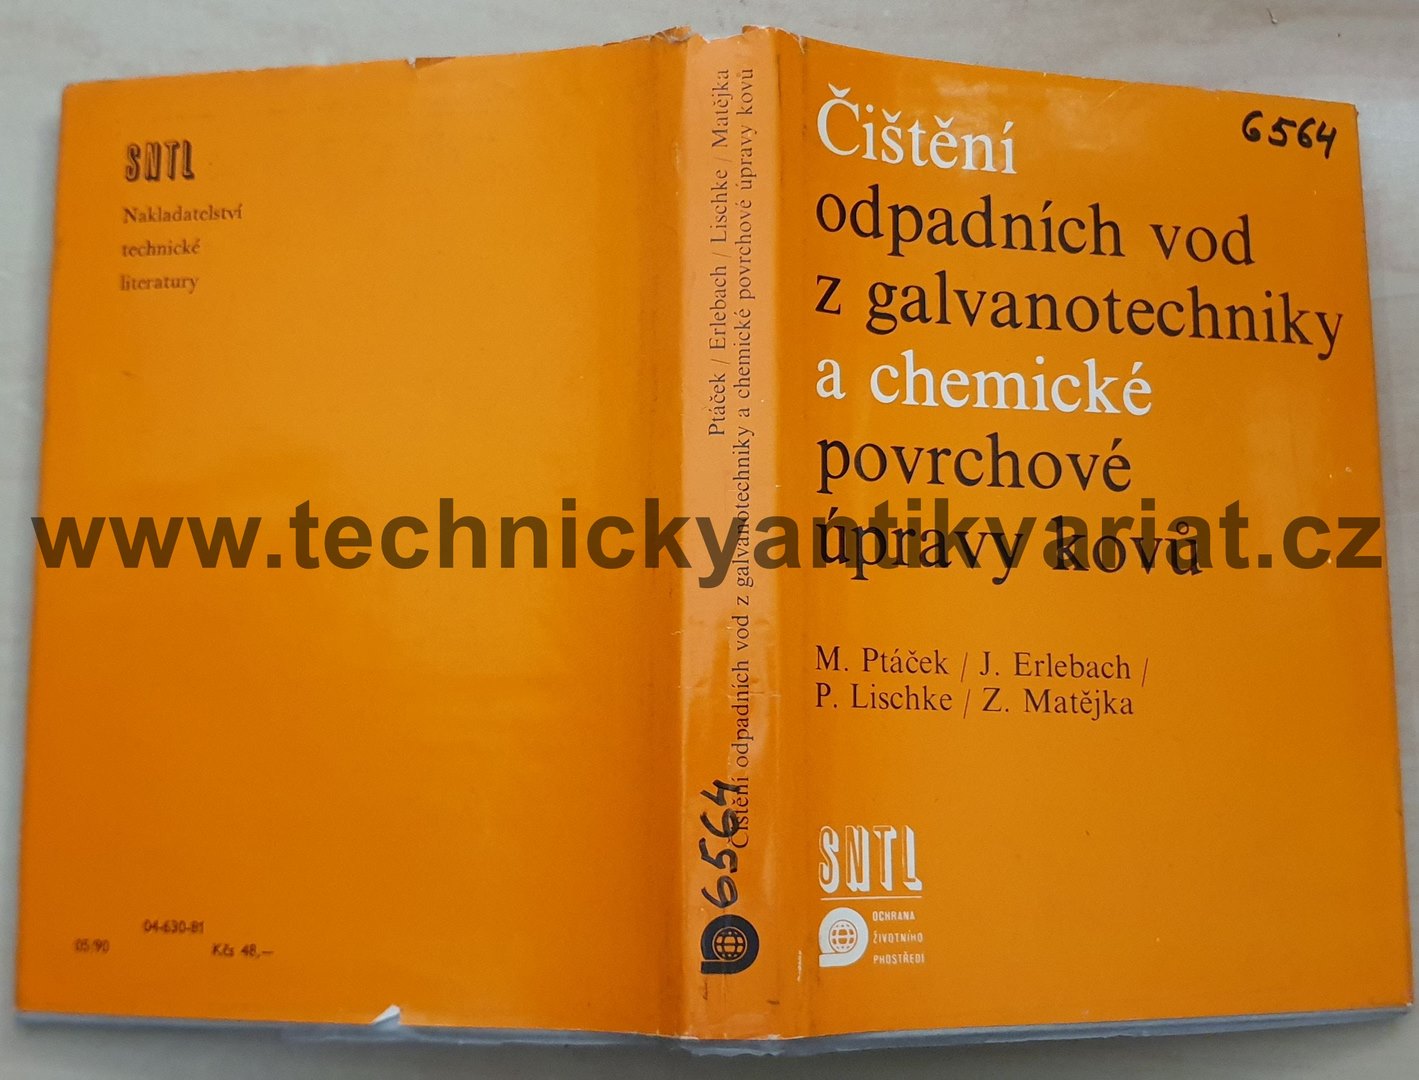 SNTL
Nakladatelství
technické
literatury
04-630-81
05/90
Kčs 48,—
Ptáček / Erlebach / Lischke / Matějka
Čištění odpadních vod z galvanotechniky a chemické povrchové úpravy kovů
6564
Čištění
6564
odpadních vod
z galvanotechniky
a chemické
povrchové
úpravy kovů
www.technickyantikvariat.cz
M. Ptáček / J. Erlebach /
P. Lischke / Z. Matějka
SNTL
OCHRANA
ŽIVOTNÍHO
PROSTŘEDÍ